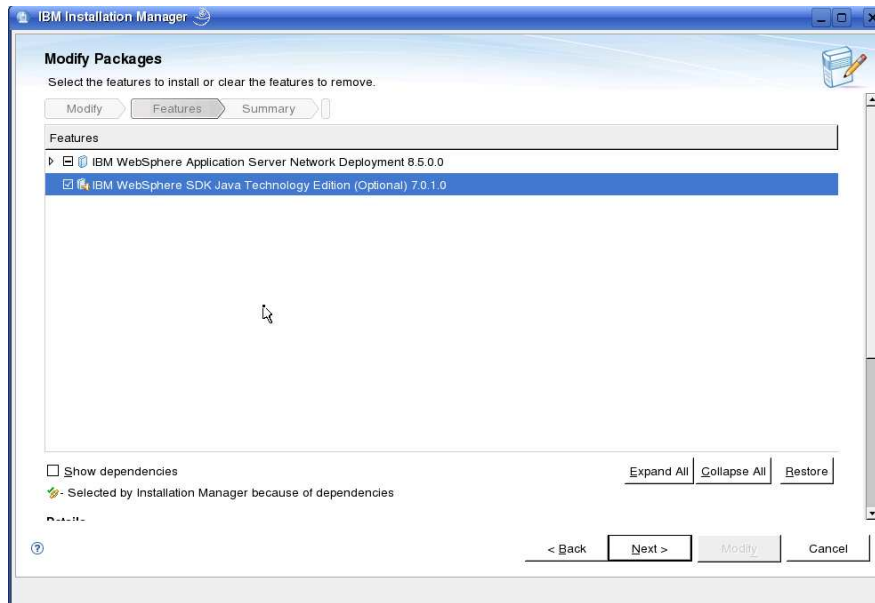 IBM Installation Manager
Modify Packages
Select the features to install or clear the features to remove.
Modify Features Summary
Features
IBM WebSphere Application Server Network Deployment 8.5.0.0
IBM WebSphere SDK Java Technology Edition (Optional) 7.0.1.0
Show dependencies Expand All Collapse All Restore
- Selected by Installation Manager because of dependencies
Details
? < Back Next > Modify Cancel